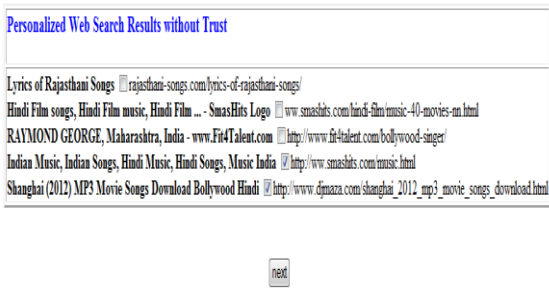 Personalized Web Search Results without Trust
Lyrics of Rajasthani Songs rajasthani-songs.com/lyrics-of-rajasthani-songs/
Hindi Film songs, Hindi Film music, Hindi Film ... - SmasHits Logo ww.smashits.com/hindi-film/music-40-movies-nn.html
RAYMOND GEORGE, Maharashtra, India - www.Fit4Talent.com http://www.fit4talent.com/bollywood-singer/
Indian Music, Indian Songs, Hindi Music, Hindi Songs, Music India http://ww.smashits.com/music.html
Shanghai (2012) MP3 Movie Songs Download Bollywood Hindi http://www.djmaza.com/shanghai_2012_mp3_movie_songs_download.html
next